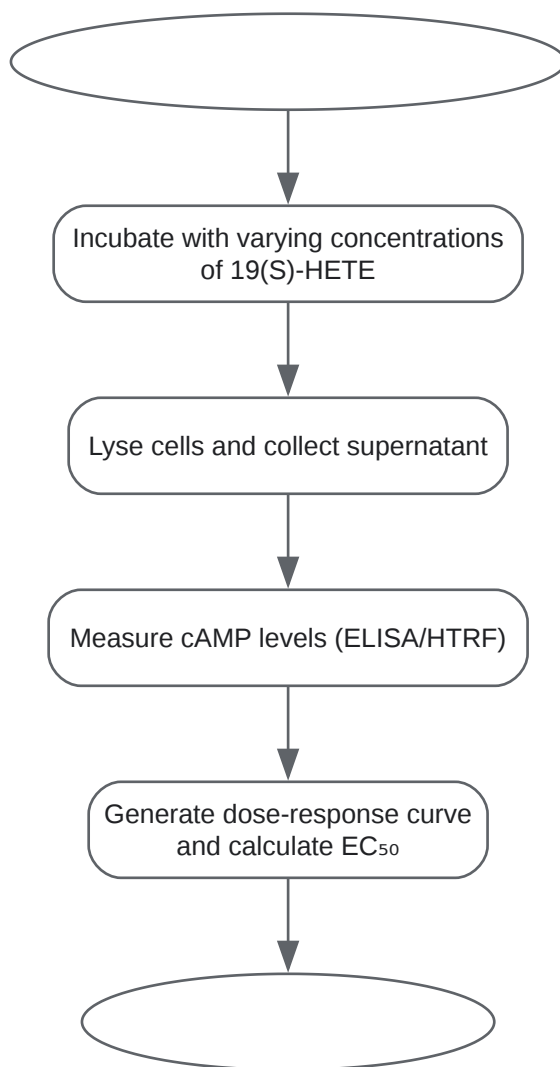 Incubate with varying concentrations
of 19(S)-HETE
Lyse cells and collect supernatant
Measure cAMP levels (ELISA/HTRF)
Generate dose-response curve
and calculate EC₅₀